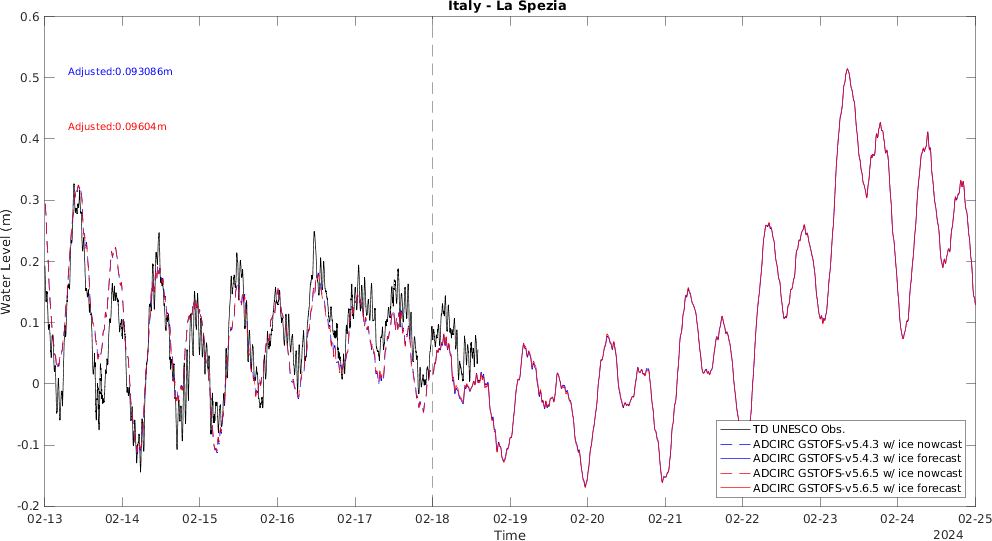 Italy - La Spezia
Adjusted:0.093086m
Adjusted:0.09604m
Water Level (m)
0.6
0.5
0.4
0.3
0.2
0.1
0
-0.1
-0.2
TD UNESCO Obs.
ADCIRC GSTOFS-v5.4.3 w/ ice nowcast
ADCIRC GSTOFS-v5.4.3 w/ ice forecast
ADCIRC GSTOFS-v5.6.5 w/ ice nowcast
ADCIRC GSTOFS-v5.6.5 w/ ice forecast
02-13 02-14 02-15 02-16 02-17 02-18 02-19 02-20 02-21 02-22 02-23 02-24 02-25
Time
2024